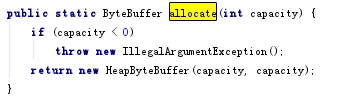 public static ByteBuffer allocate(int capacity) {
    if (capacity < 0)
        throw new IllegalArgumentException();
    return new HeapByteBuffer(capacity, capacity);
}